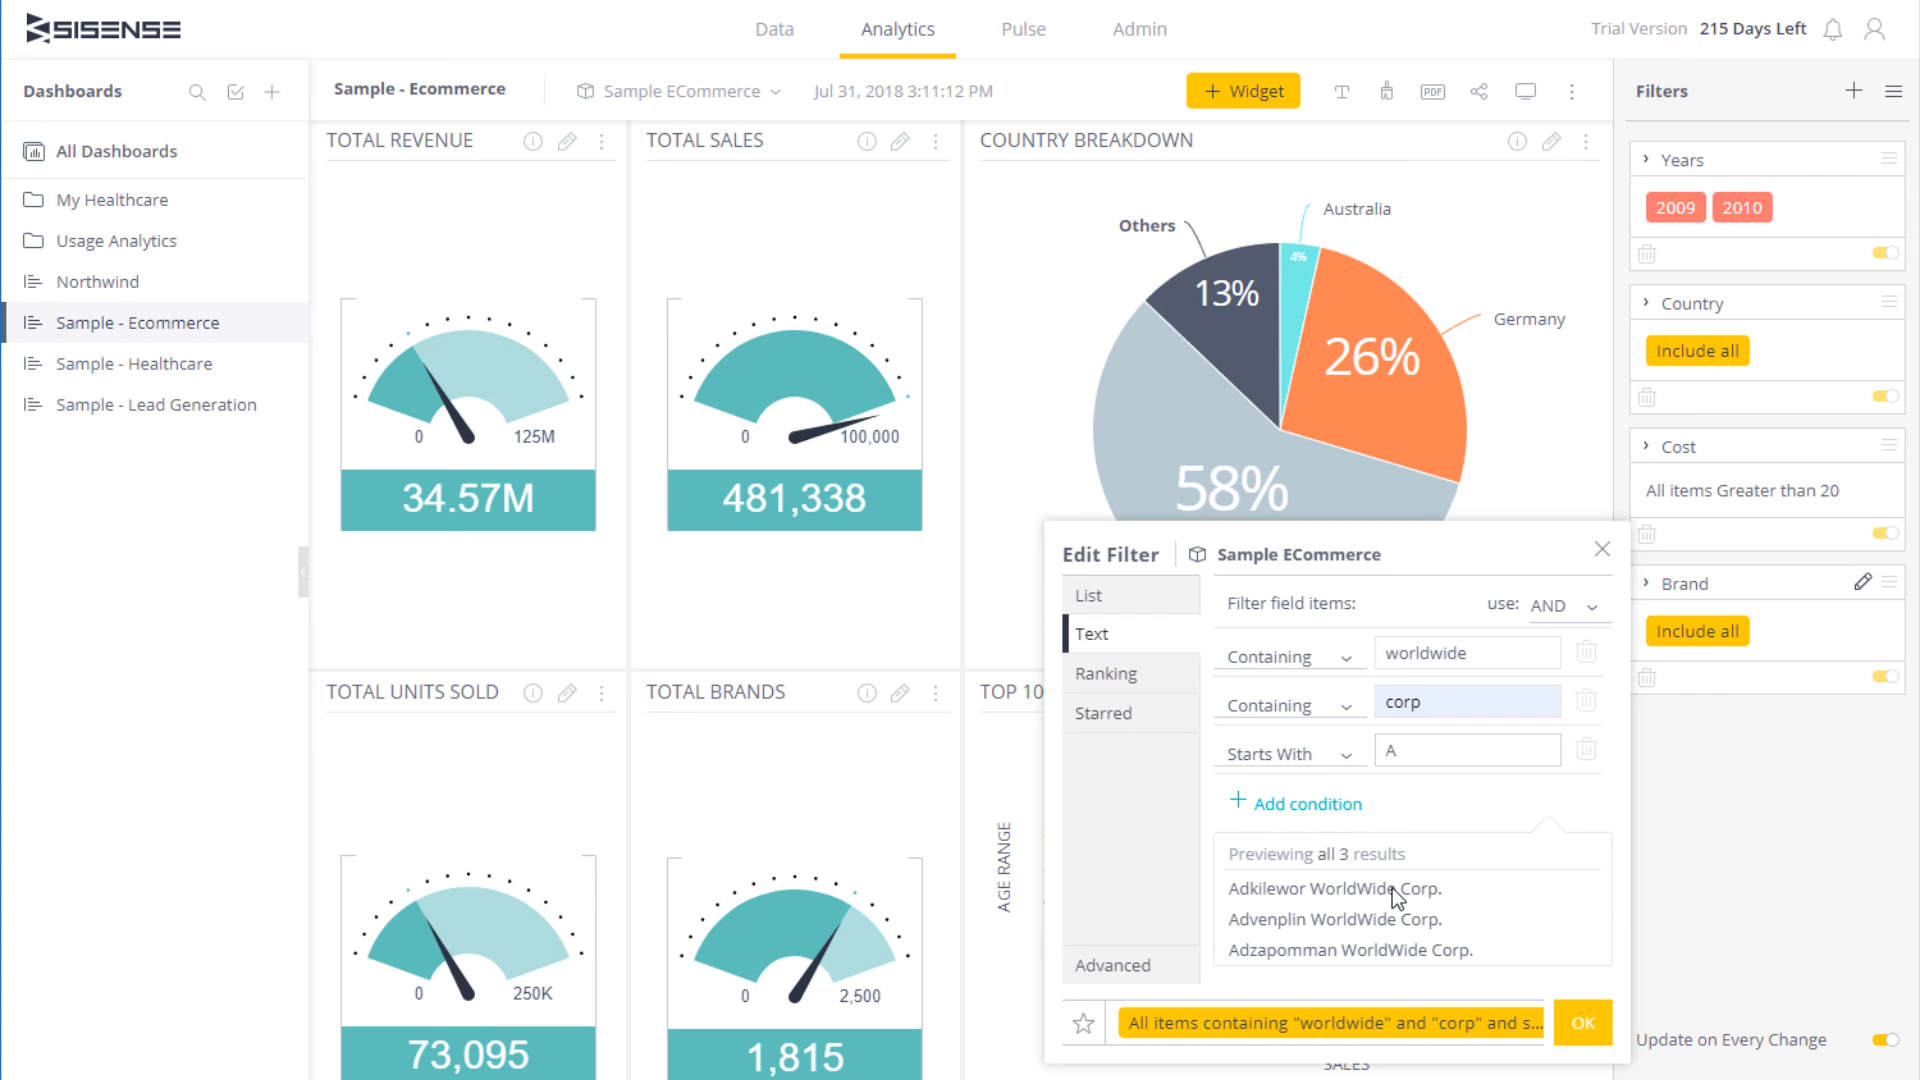 SISENSE
Data
Analytics
Pulse
Admin
Trial Version 215 Days Left
Dashboards
All Dashboards
My Healthcare
Usage Analytics
Northwind
Sample - Ecommerce
Sample - Healthcare
Sample - Lead Generation
Sample - Ecommerce
Sample ECommerce
Jul 31, 2018 3:11:12 PM
+ Widget
PDF
TOTAL REVENUE
0
125M
34.57M
TOTAL SALES
0
100,000
481,338
COUNTRY BREAKDOWN
Others
Australia
Germany
4%
13%
26%
58%
TOTAL UNITS SOLD
0
250K
73,095
TOTAL BRANDS
0
2,500
1,815
TOP 10
AGE RANGE
SALES
Edit Filter
Sample ECommerce
List
Text
Ranking
Starred
Advanced
Filter field items:
use: AND
Containing
worldwide
Containing
corp
Starts With
A
+ Add condition
Previewing all 3 results
Adkilewor WorldWide Corp.
Advenplin WorldWide Corp.
Adzapomman WorldWide Corp.
All items containing "worldwide" and "corp" and s...
OK
Filters
Years
2009
2010
Country
Include all
Cost
All items Greater than 20
Brand
Include all
Update on Every Change